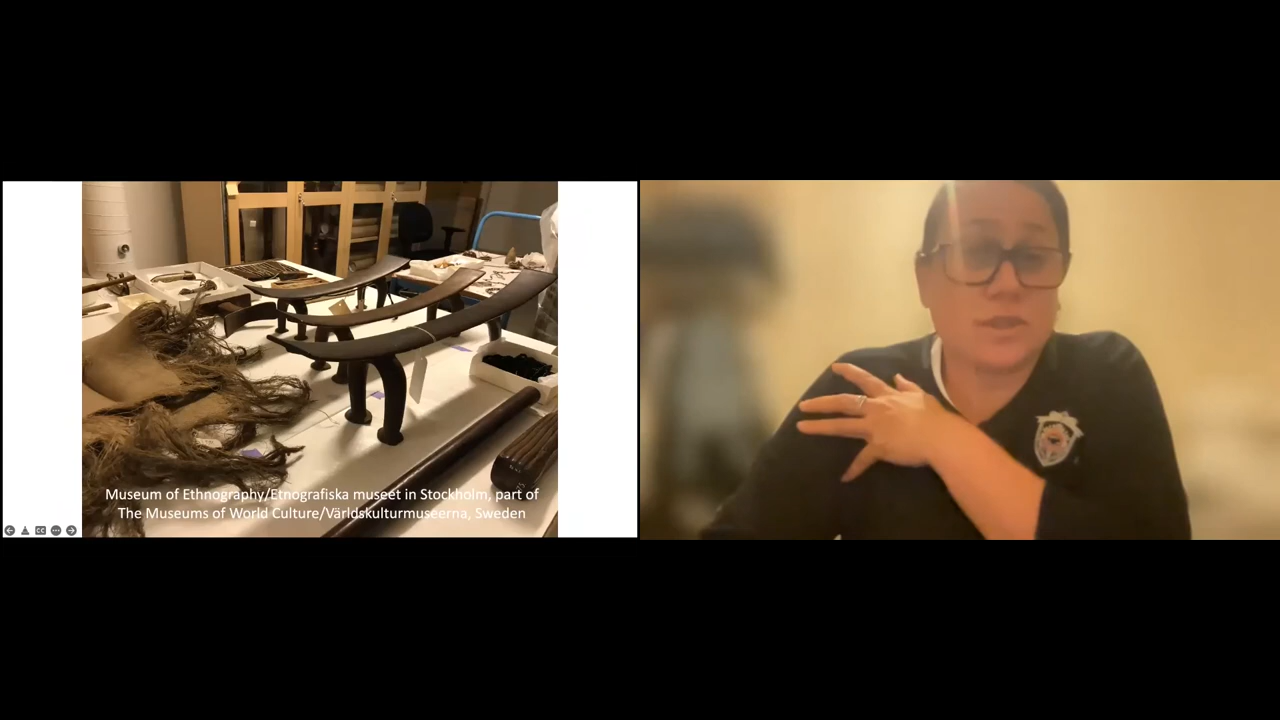 Museum of Ethnography/Etnografiska museet in Stockholm, part of
The Museums of World Culture/Världskulturmuseerna, Sweden